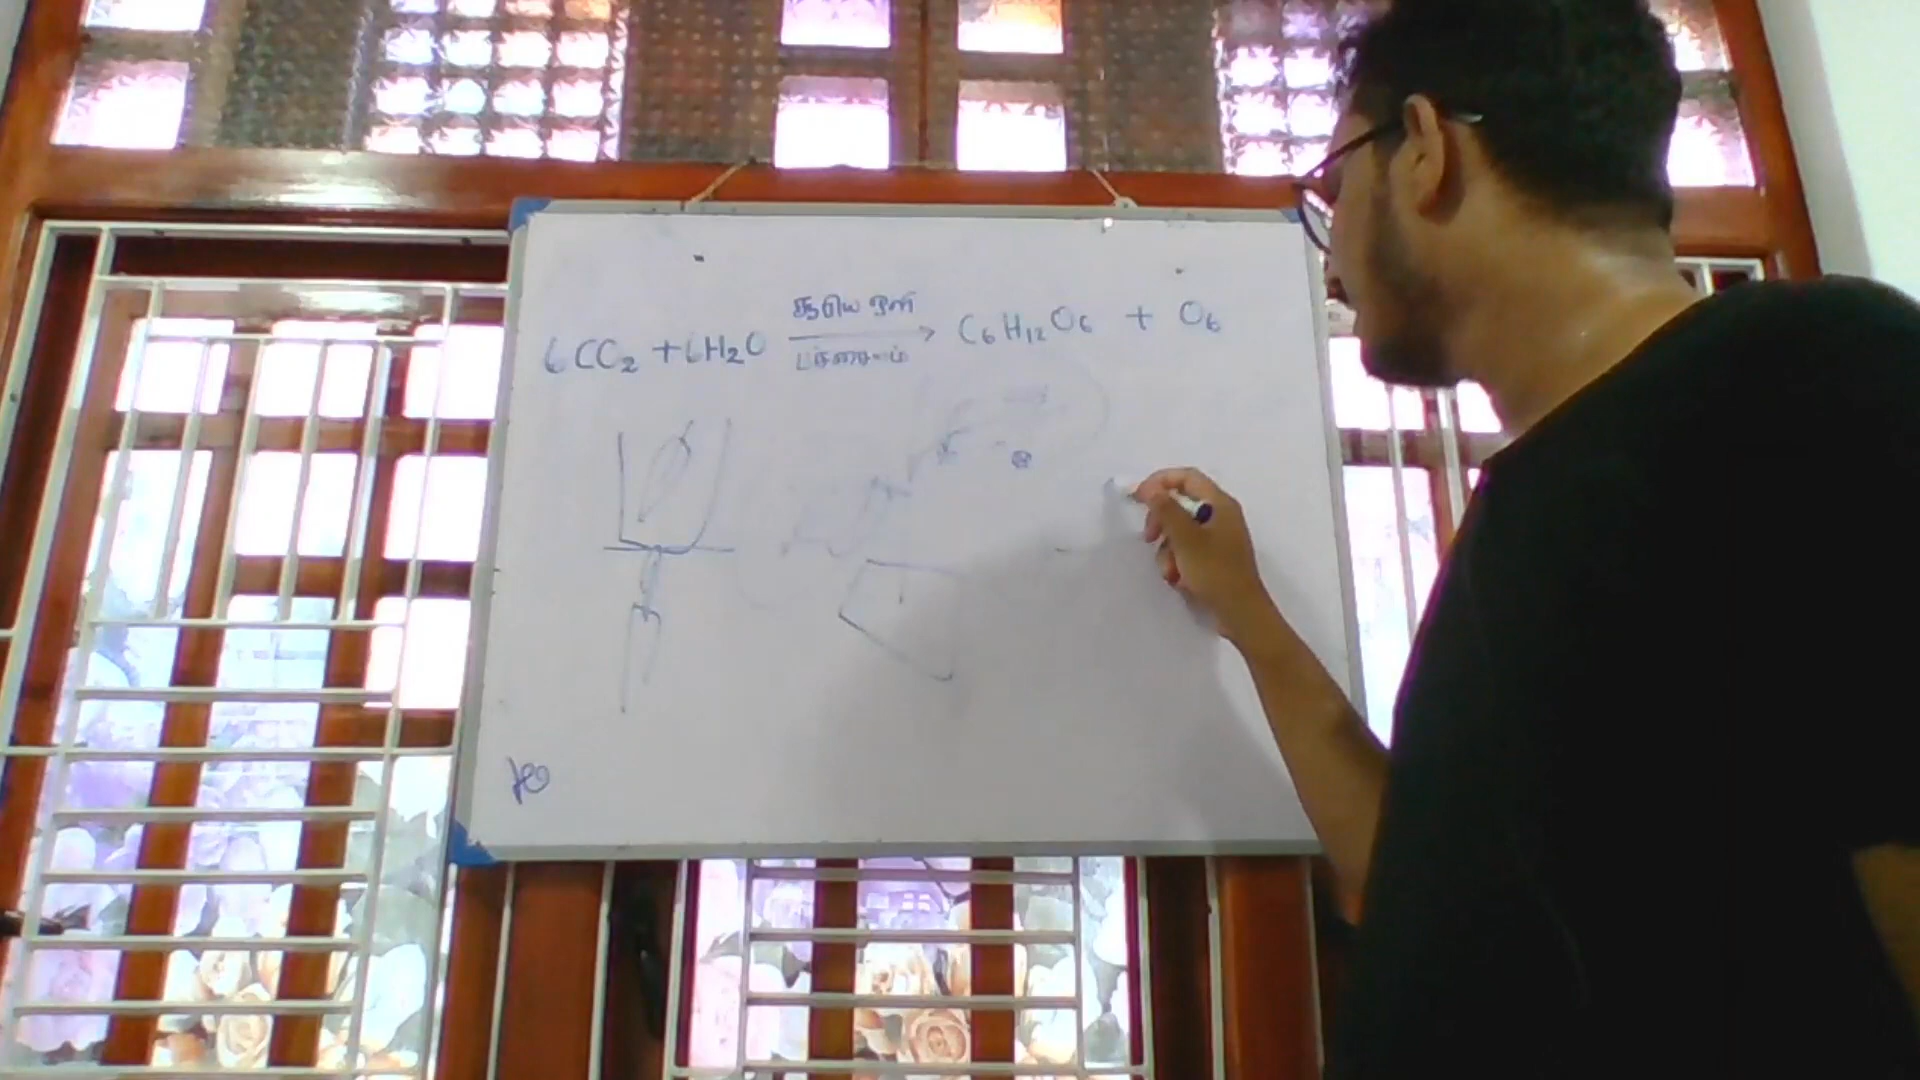 சூரிய ஒளி
6CO₂ + 6H₂O → C₆H₁₂O₆ + O₆
பச்சையம்